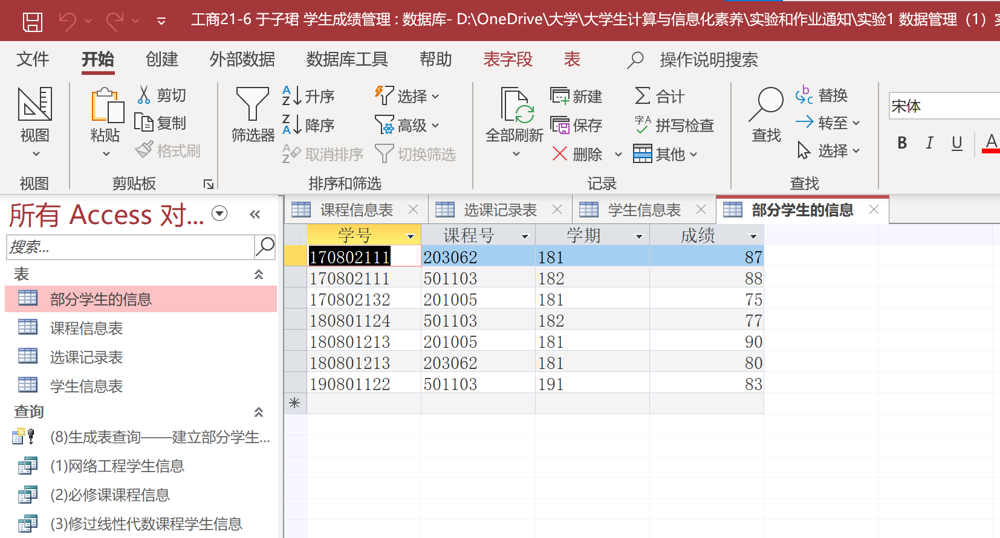 工商21-6 于子珺 学生成绩管理 : 数据库- D:\OneDrive\大学\大学生计算与信息化素养\实验和作业通知\实验1 数据管理（1）
文件 开始 创建 外部数据 数据库工具 帮助 表字段 表 操作说明搜索
视图
视图
粘贴
剪切
复制
格式刷
剪贴板
筛选器
升序
降序
取消排序
选择
高级
切换筛选
排序和筛选
全部刷新
新建
保存
删除
合计
拼写检查
其他
记录
查找
替换
转至
选择
查找
宋体
B I U A
所有 Access 对...
搜索...
表
部分学生的信息
课程信息表
选课记录表
学生信息表
查询
(8)生成表查询——建立部分学生...
(1)网络工程学生信息
(2)必修课课程信息
(3)修过线性代数课程学生信息
课程信息表 选课记录表 学生信息表 部分学生的信息
学号 课程号 学期 成绩
170802111 203062 181 87
170802111 501103 182 88
170802132 201005 181 75
180801124 501103 182 77
180801213 201005 181 90
180801213 203062 181 80
190801122 501103 191 83